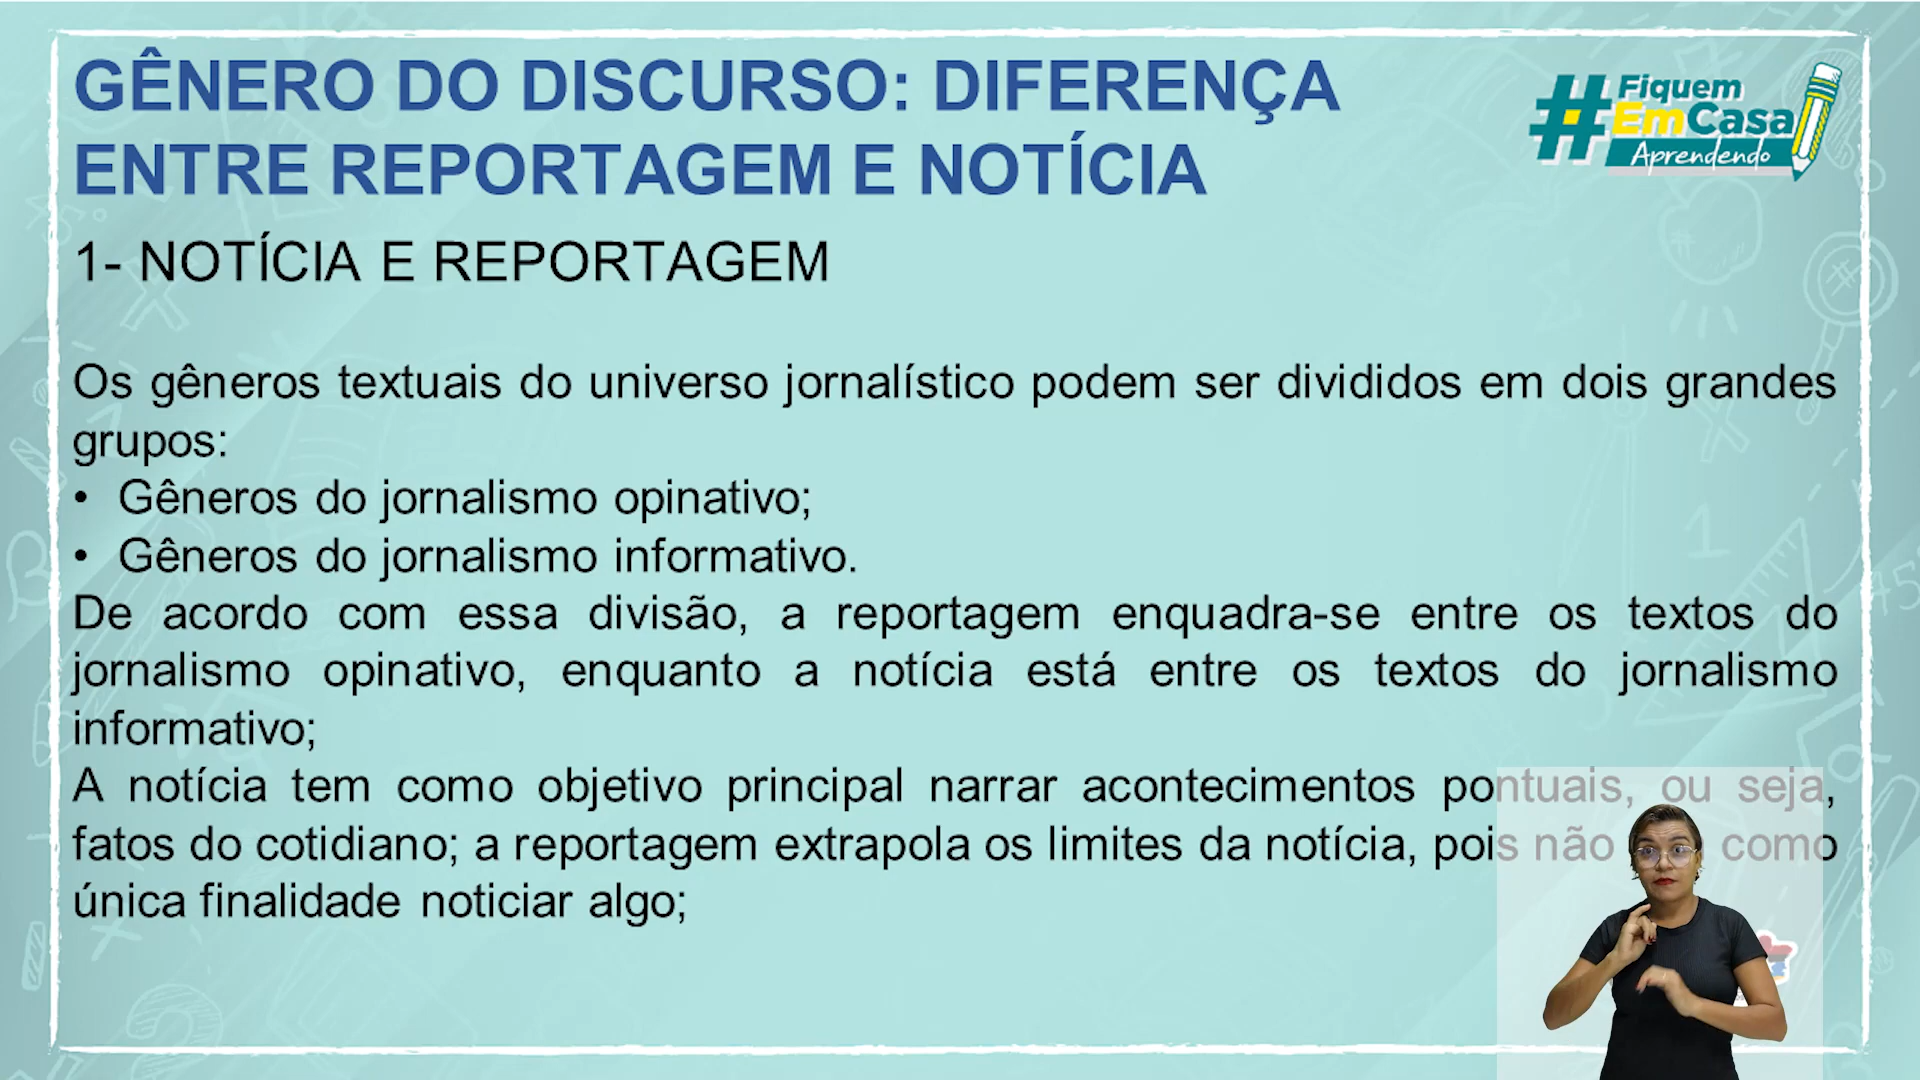 GÊNERO DO DISCURSO: DIFERENÇA
ENTRE REPORTAGEM E NOTÍCIA
#Fiquem
EmCasa
Aprendendo
1- NOTÍCIA E REPORTAGEM
Os gêneros textuais do universo jornalístico podem ser divididos em dois grandes
grupos:
• Gêneros do jornalismo opinativo;
• Gêneros do jornalismo informativo.
De acordo com essa divisão, a reportagem enquadra-se entre os textos do
jornalismo opinativo, enquanto a notícia está entre os textos do jornalismo
informativo;
A notícia tem como objetivo principal narrar acontecimentos pontuais, ou seja,
fatos do cotidiano; a reportagem extrapola os limites da notícia, pois não como
única finalidade noticiar algo;